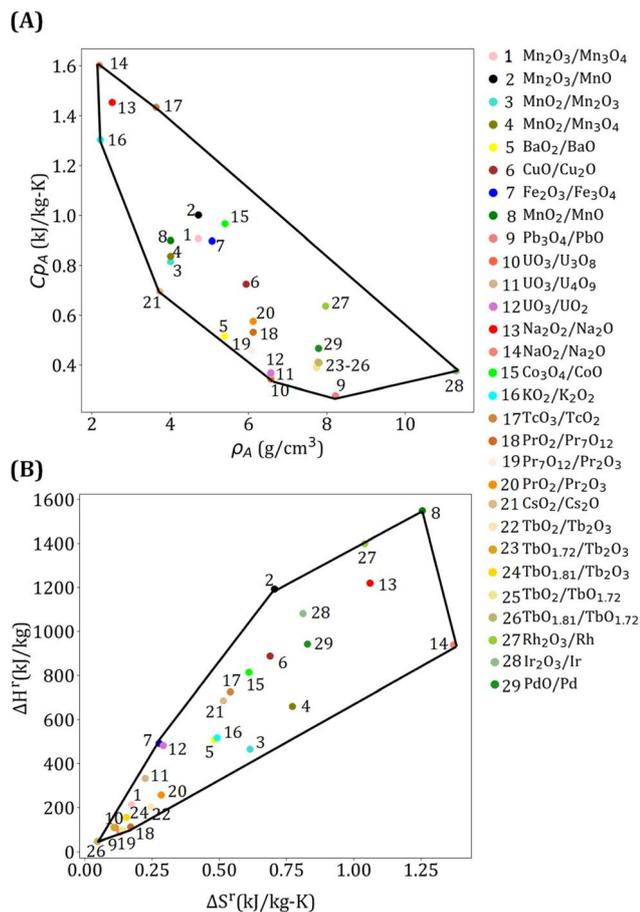 (A)
1.6
1.4
1.2
1.0
0.8
0.6
0.4
Cp_A (kJ/kg-K)
14
13
17
16
2
1
15
8
7
4
3
21
6
27
20
5
18
19
29
12
23-26
11
10
9
28
2
4
6
8
10
ρ_A (g/cm³)
1 Mn₂O₃/Mn₃O₄
2 Mn₂O₃/MnO
3 MnO₂/Mn₂O₃
4 MnO₂/Mn₃O₄
5 BaO₂/BaO
6 CuO/Cu₂O
7 Fe₂O₃/Fe₃O₄
8 MnO₂/MnO
9 Pb₃O₄/PbO
10 UO₃/U₃O₈
11 UO₃/U₄O₉
12 UO₃/UO₂
13 Na₂O₂/Na₂O
14 NaO₂/Na₂O
15 Co₃O₄/CoO
16 KO₂/K₂O₂
17 TcO₃/TcO₂
18 PrO₂/Pr₇O₁₂
19 Pr₇O₁₂/Pr₂O₃
20 PrO₂/Pr₂O₃
21 CsO₂/Cs₂O
22 TbO₂/Tb₂O₃
23 TbO₁.₇₂/Tb₂O₃
24 TbO₁.₈₁/Tb₂O₃
25 TbO₂/TbO₁.₇₂
26 TbO₁.₈₁/TbO₁.₇₂
27 Rh₂O₃/Rh
28 Ir₂O₃/Ir
29 PdO/Pd
(B)
1600
1400
1200
1000
800
600
400
200
0
ΔHʳ(kJ/kg)
8
27
2
13
28
29
14
6
15
17
21
4
7
12
16
5
3
11
1
20
10
24
22
18
26
9
19
0.00
0.25
0.50
0.75
1.00
1.25
ΔSʳ(kJ/kg-K)